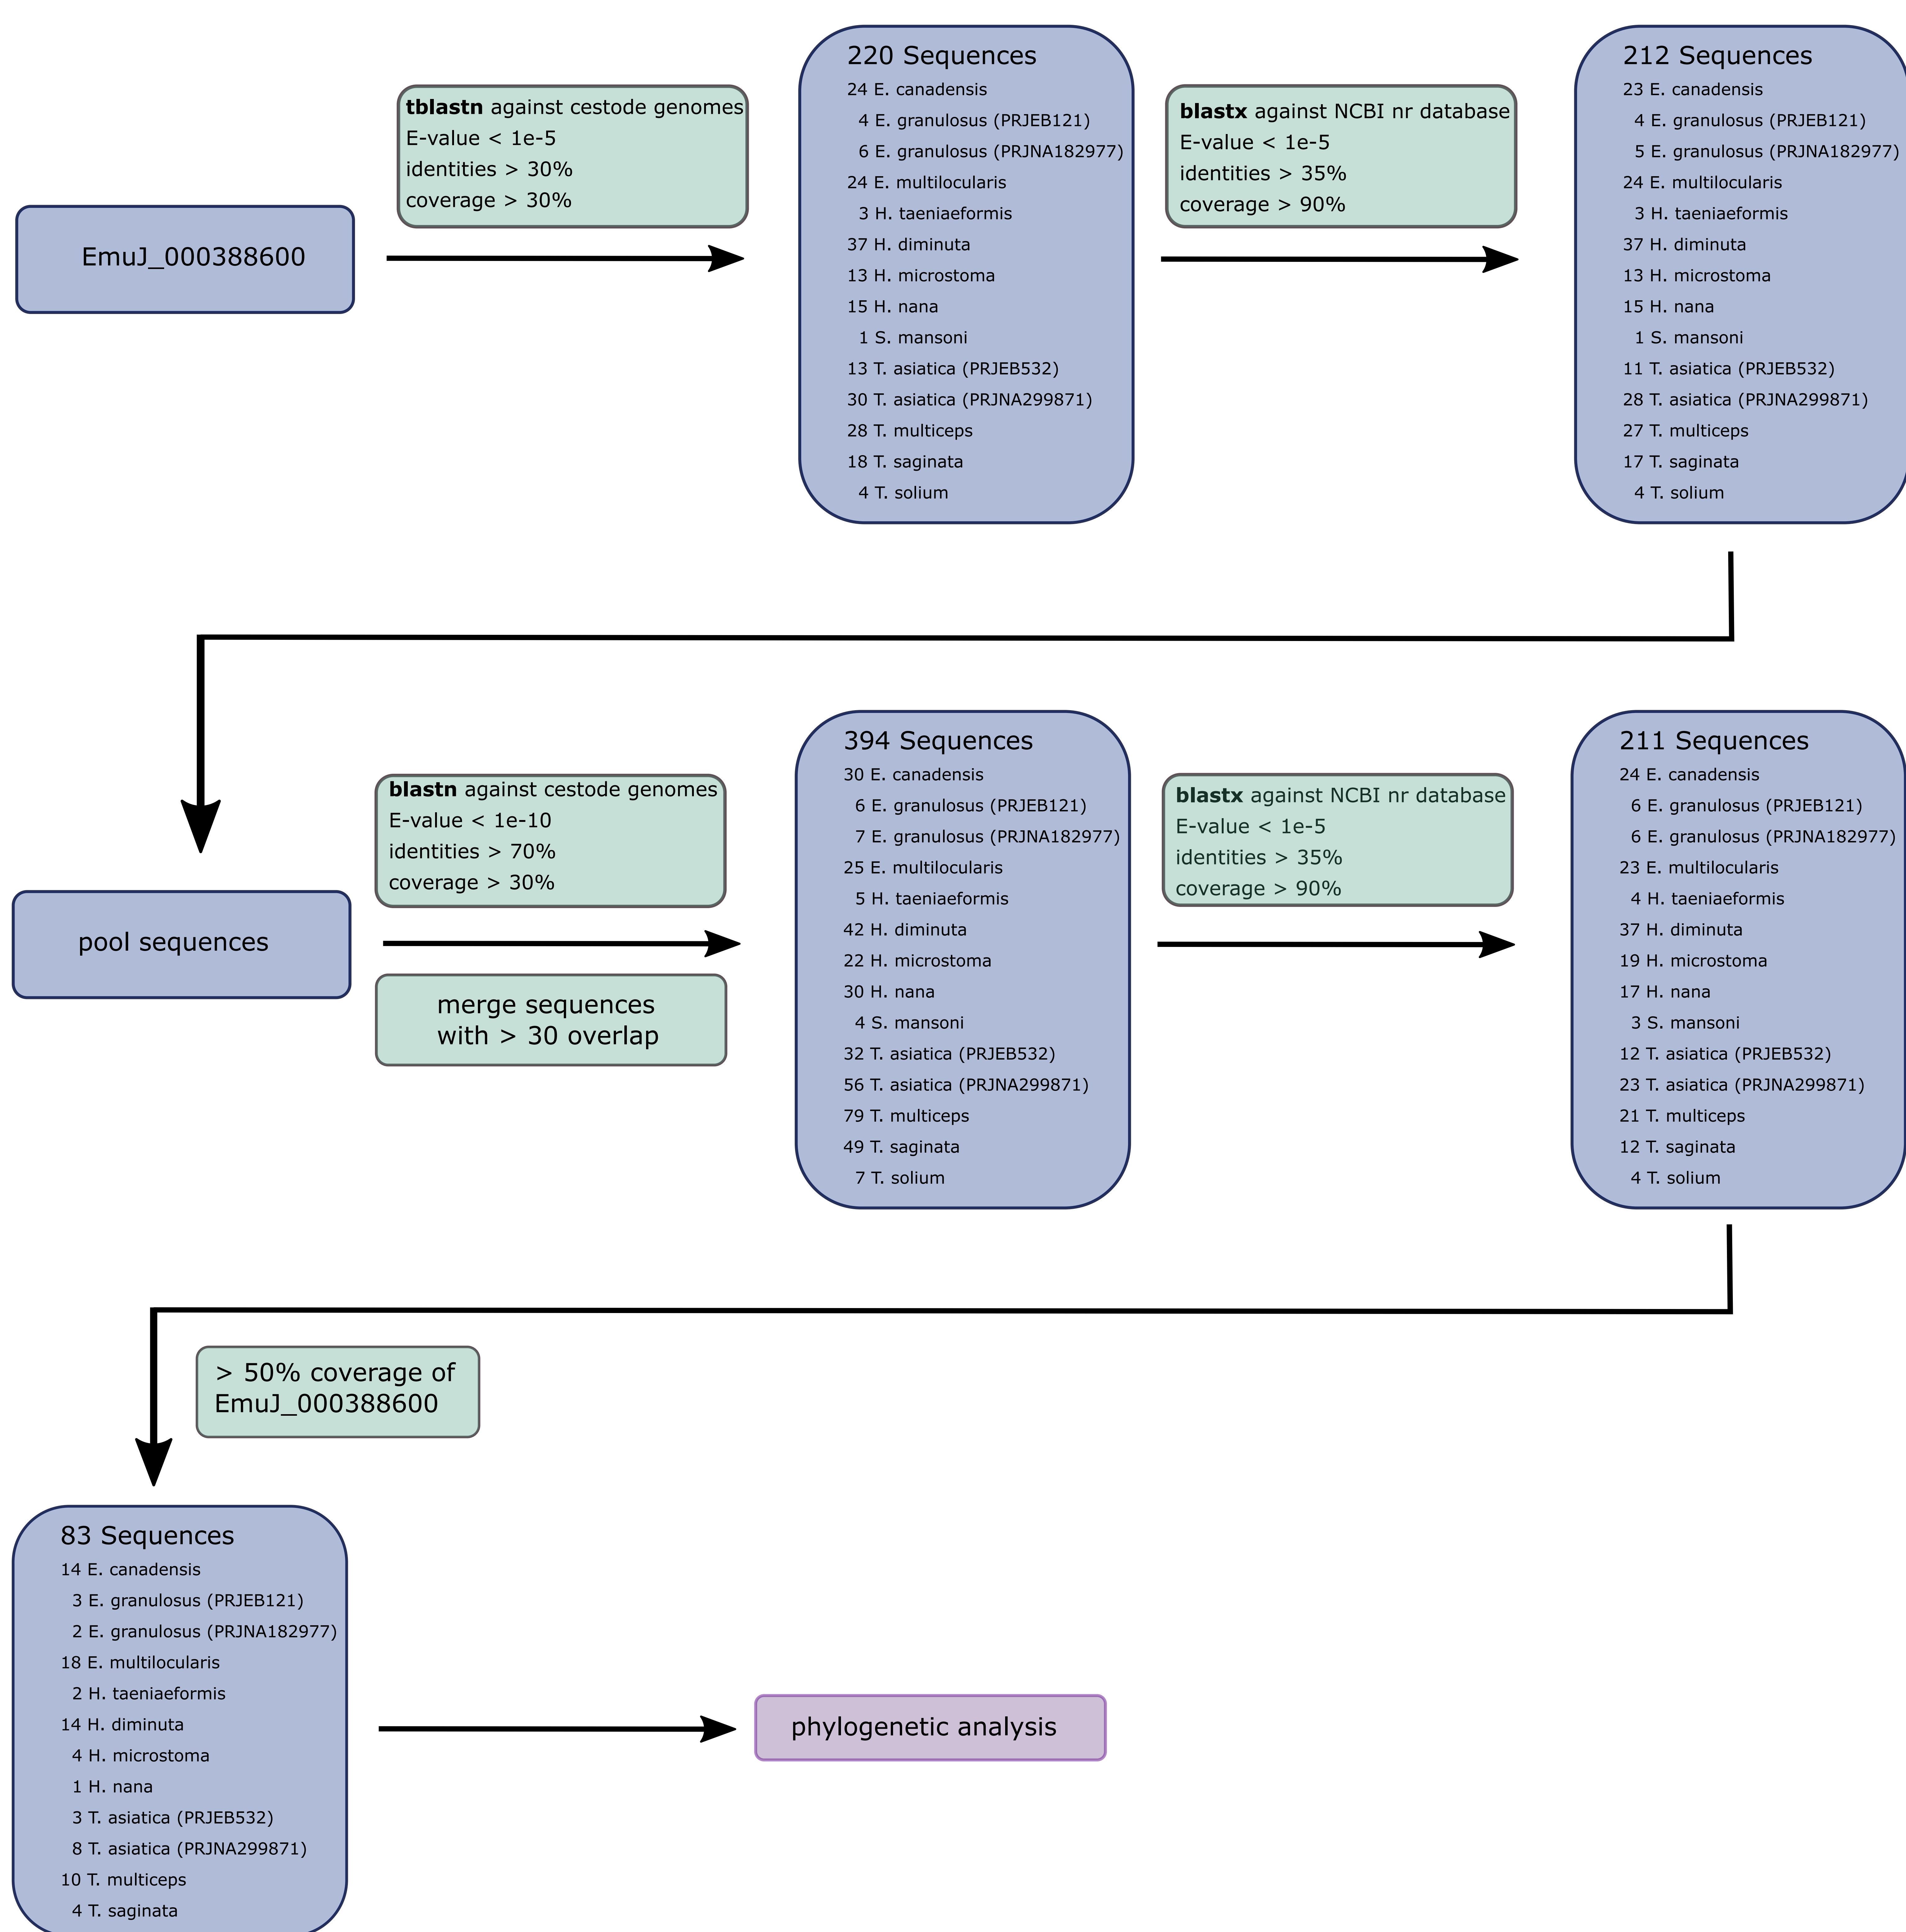 EmuJ_000388600
tblastn against cestode genomes
E-value < 1e-5
identities > 30%
coverage > 30%
220 Sequences
24 E. canadensis
4 E. granulosus (PRJEB121)
6 E. granulosus (PRJNA182977)
24 E. multilocularis
3 H. taeniaeformis
37 H. diminuta
13 H. microstoma
15 H. nana
1 S. mansoni
13 T. asiatica (PRJEB532)
30 T. asiatica (PRJNA299871)
28 T. multiceps
18 T. saginata
4 T. solium
blastx against NCBI nr database
E-value < 1e-5
identities > 35%
coverage > 90%
212 Sequences
23 E. canadensis
4 E. granulosus (PRJEB121)
5 E. granulosus (PRJNA182977)
24 E. multilocularis
3 H. taeniaeformis
37 H. diminuta
13 H. microstoma
15 H. nana
1 S. mansoni
11 T. asiatica (PRJEB532)
28 T. asiatica (PRJNA299871)
27 T. multiceps
17 T. saginata
4 T. solium
pool sequences
blastn against cestode genomes
E-value < 1e-10
identities > 70%
coverage > 30%
merge sequences
with > 30 overlap
394 Sequences
30 E. canadensis
6 E. granulosus (PRJEB121)
7 E. granulosus (PRJNA182977)
25 E. multilocularis
5 H. taeniaeformis
42 H. diminuta
22 H. microstoma
30 H. nana
4 S. mansoni
32 T. asiatica (PRJEB532)
56 T. asiatica (PRJNA299871)
79 T. multiceps
49 T. saginata
7 T. solium
blastx against NCBI nr database
E-value < 1e-5
identities > 35%
coverage > 90%
211 Sequences
24 E. canadensis
6 E. granulosus (PRJEB121)
6 E. granulosus (PRJNA182977)
23 E. multilocularis
4 H. taeniaeformis
37 H. diminuta
19 H. microstoma
17 H. nana
3 S. mansoni
12 T. asiatica (PRJEB532)
23 T. asiatica (PRJNA299871)
21 T. multiceps
12 T. saginata
4 T. solium
> 50% coverage of
EmuJ_000388600
83 Sequences
14 E. canadensis
3 E. granulosus (PRJEB121)
2 E. granulosus (PRJNA182977)
18 E. multilocularis
2 H. taeniaeformis
14 H. diminuta
4 H. microstoma
1 H. nana
3 T. asiatica (PRJEB532)
8 T. asiatica (PRJNA299871)
10 T. multiceps
4 T. saginata
phylogenetic analysis